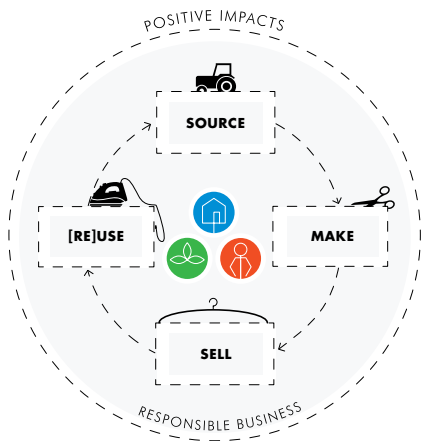 POSITIVE IMPACTS
SOURCE
[RE]USE
MAKE
SELL
RESPONSIBLE BUSINESS